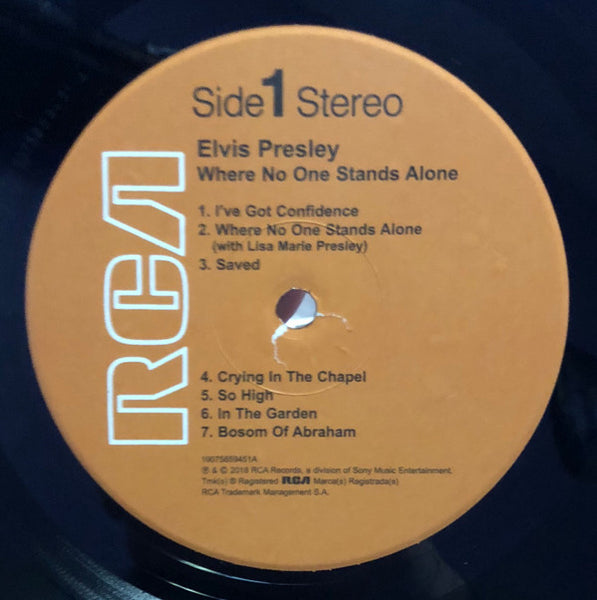 Side 1 Stereo
Elvis Presley
Where No One Stands Alone
1. I've Got Confidence
2. Where No One Stands Alone
(with Lisa Marie Presley)
3. Saved
4. Crying In The Chapel
5. So High
6. In The Garden
7. Bosom Of Abraham
RCA
19075859451A
℗ & © 2018 RCA Records, a division of Sony Music Entertainment.
Tmk(s) ® Registered RCA Marca(s) Registrada(s)
RCA Trademark Management S.A.